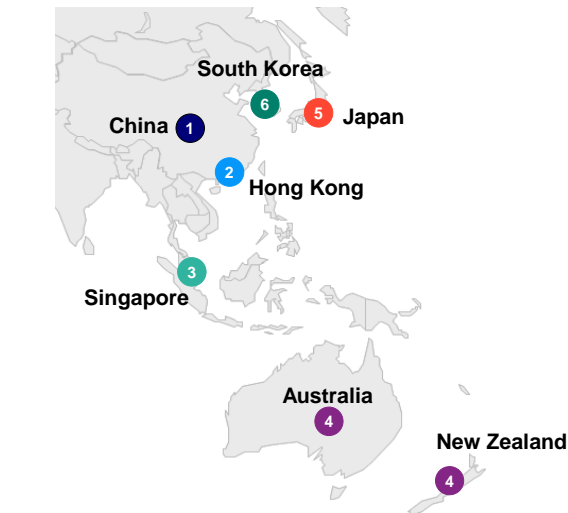 South Korea
6
5
Japan
China
1
2
Hong Kong
3
Singapore
Australia
4
New Zealand
4